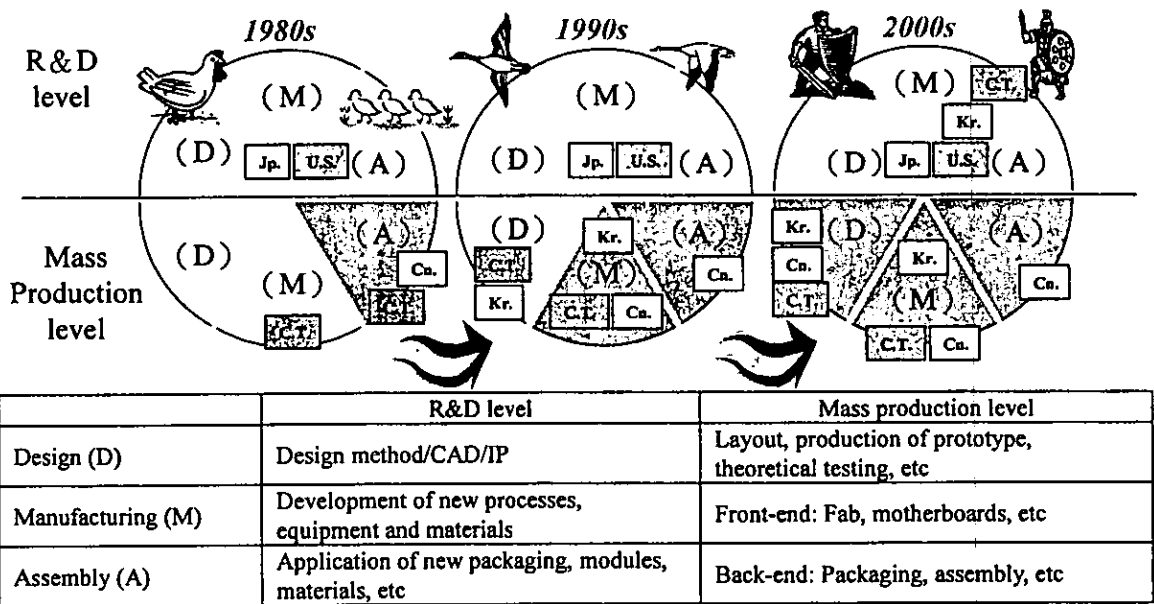 1980s
1990s
2000s
R&D
level
(M)
(D)
Jp.
U.S.
(A)
(M)
(D)
Jp.
U.S.
(A)
(M)
C.T.
Kr.
(D)
Jp.
U.S.
(A)
Mass
Production
level
(D)
(M)
(A)
Cn.
C.T.
C.T.
(D)
C.T.
Kr.
Kr.
(M)
C.T.
Cn.
(A)
Cn.
Kr.
(D)
Cn.
C.T.
Kr.
(M)
C.T.
Cn.
(A)
Cn.
R&D level
Mass production level
Design (D)
Design method/CAD/IP
Layout, production of prototype,
theoretical testing, etc
Manufacturing (M)
Development of new processes,
equipment and materials
Front-end: Fab, motherboards, etc
Assembly (A)
Application of new packaging, modules,
materials, etc
Back-end: Packaging, assembly, etc